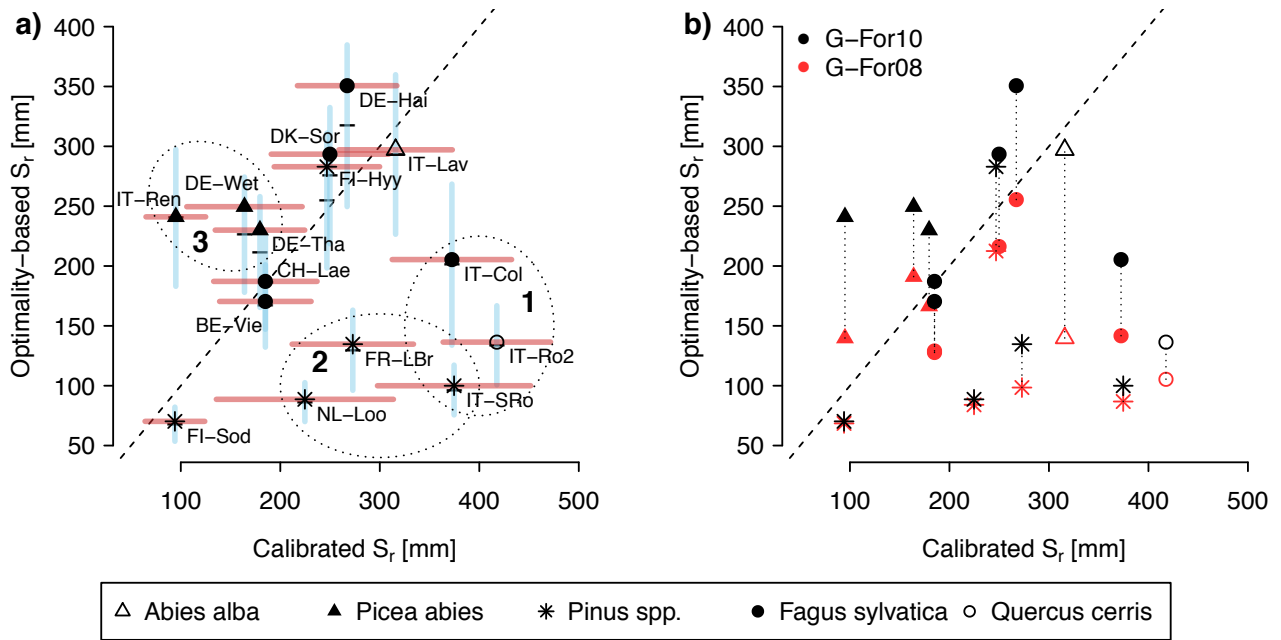 a)
Optimality−based Sr [mm]
400
350
300
250
200
150
100
50
DE−Hai
DK−Sor
IT−Lav
FI−Hyy
DE−Wet
IT−Ren
3
DE−Tha
IT−Col
CH−Lae
1
BE−Vie
2
FR−LBr
IT−Ro2
IT−SRo
NL−Loo
FI−Sod
100 200 300 400 500
Calibrated Sr [mm]
b)
G−For10
G−For08
Optimality−based Sr [mm]
400
350
300
250
200
150
100
50
100 200 300 400 500
Calibrated Sr [mm]
Abies alba Picea abies Pinus spp. Fagus sylvatica Quercus cerris